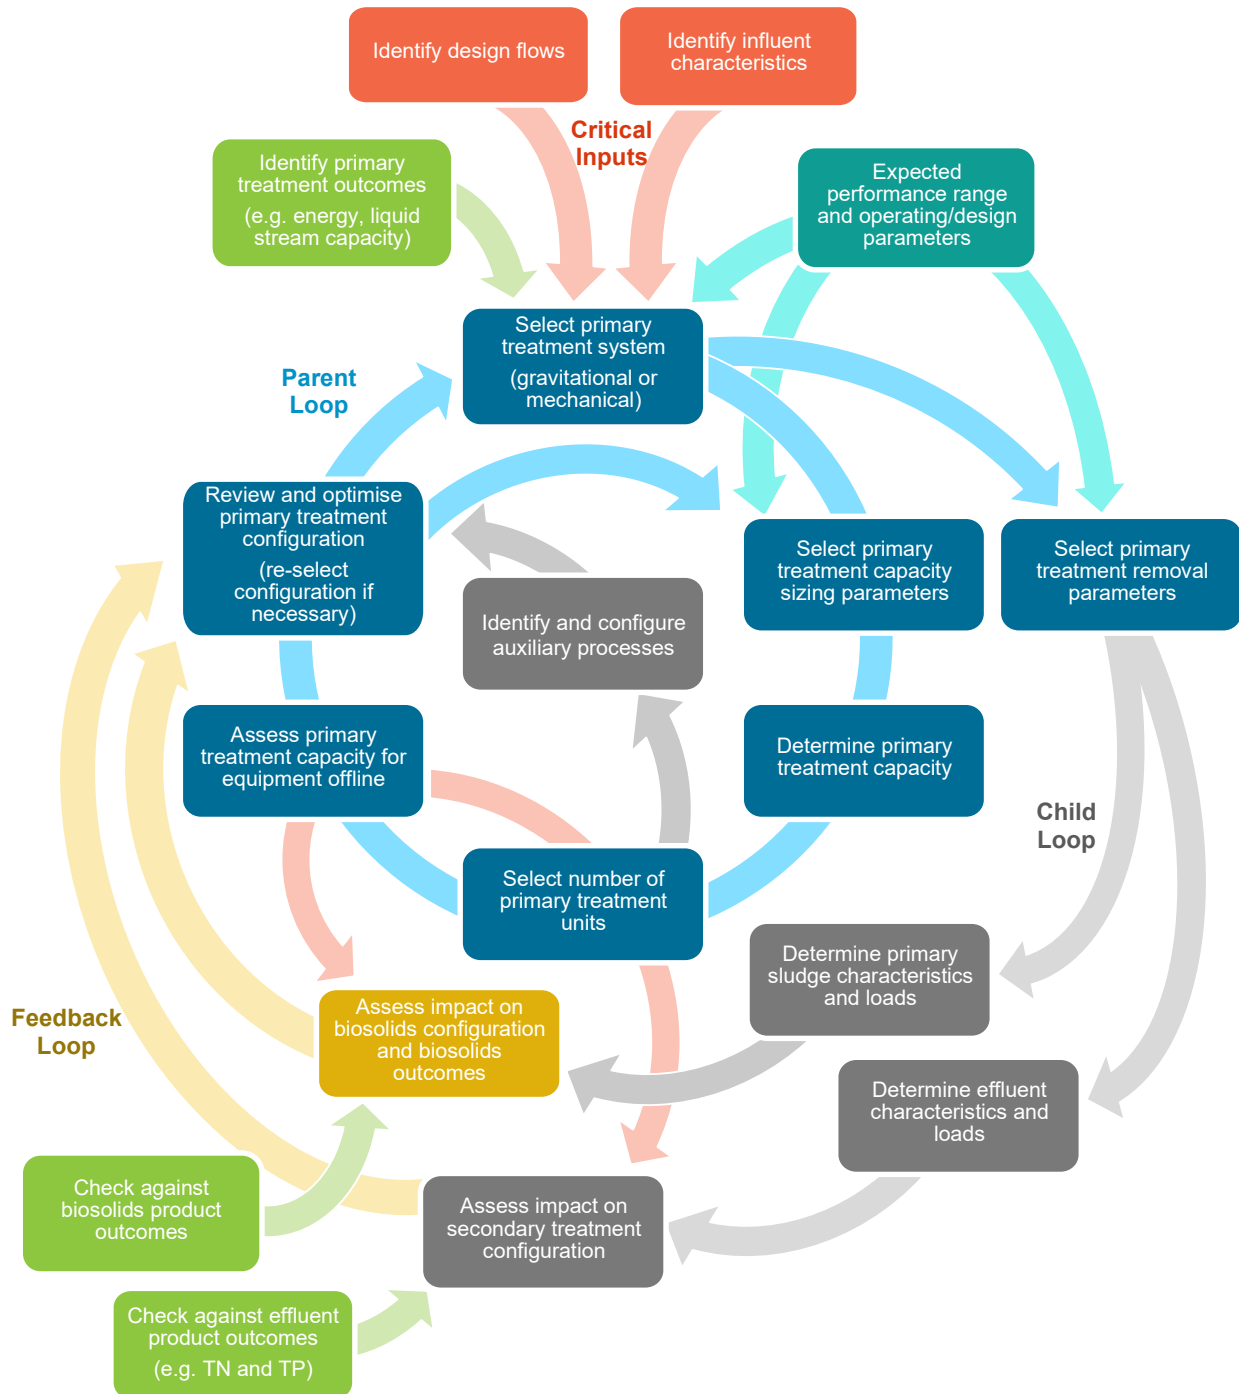 Identify design flows
Identify influent
characteristics
Critical
Inputs
Identify primary
treatment outcomes
(e.g. energy, liquid
stream capacity)
Expected
performance range
and operating/design
parameters
Select primary
treatment system
(gravitational or
mechanical)
Parent
Loop
Review and optimise
primary treatment
configuration
(re-select
configuration if
necessary)
Select primary
treatment capacity
sizing parameters
Select primary
treatment removal
parameters
Identify and configure
auxiliary processes
Assess primary
treatment capacity for
equipment offline
Determine primary
treatment capacity
Child
Loop
Select number of
primary treatment
units
Determine primary
sludge characteristics
and loads
Feedback
Loop
Assess impact on
biosolids configuration
and biosolids
outcomes
Determine effluent
characteristics and
loads
Check against
biosolids product
outcomes
Assess impact on
secondary treatment
configuration
Check against effluent
product outcomes
(e.g. TN and TP)